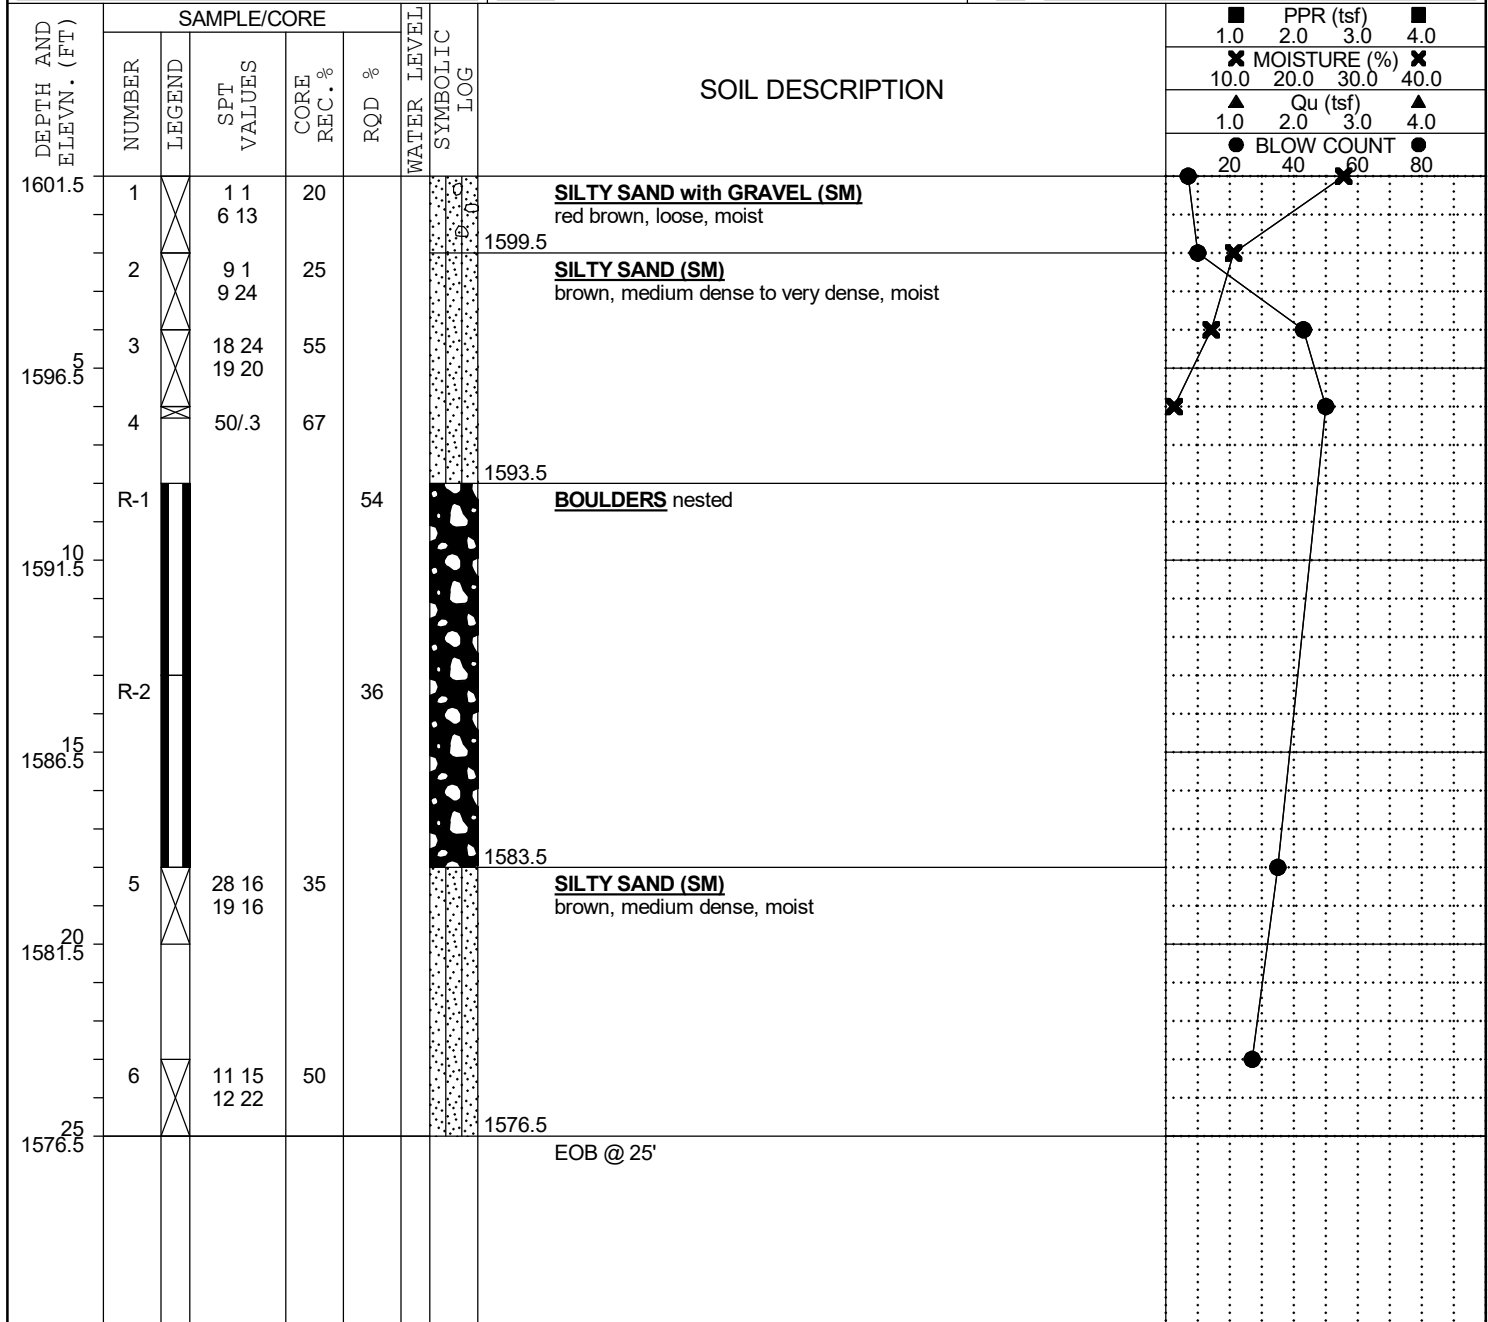 SAMPLE/CORE
DEPTH AND
ELEVN. (FT)
NUMBER
LEGEND
SPT
VALUES
CORE
REC.%
RQD %
WATER LEVEL
SYMBOLIC
LOG
SOIL DESCRIPTION
PPR (tsf)
1.0 2.0 3.0 4.0
MOISTURE (%)
10.0 20.0 30.0 40.0
Qu (tsf)
1.0 2.0 3.0 4.0
BLOW COUNT
20 40 60 80
1601.5
1 1 1 20 SILTY SAND with GRAVEL (SM)
6 13 red brown, loose, moist
1599.5
2 9 1 25 SILTY SAND (SM)
9 24 brown, medium dense to very dense, moist
3 18 24 55
5 19 20
1596.5
4 50/.3 67
1593.5
R-1 54 BOULDERS nested
10
1591.5
R-2 36
15
1586.5
1583.5
5 28 16 35 SILTY SAND (SM)
19 16 brown, medium dense, moist
20
1581.5
6 11 15 50
12 22
1576.5
25
1576.5
EOB @ 25'